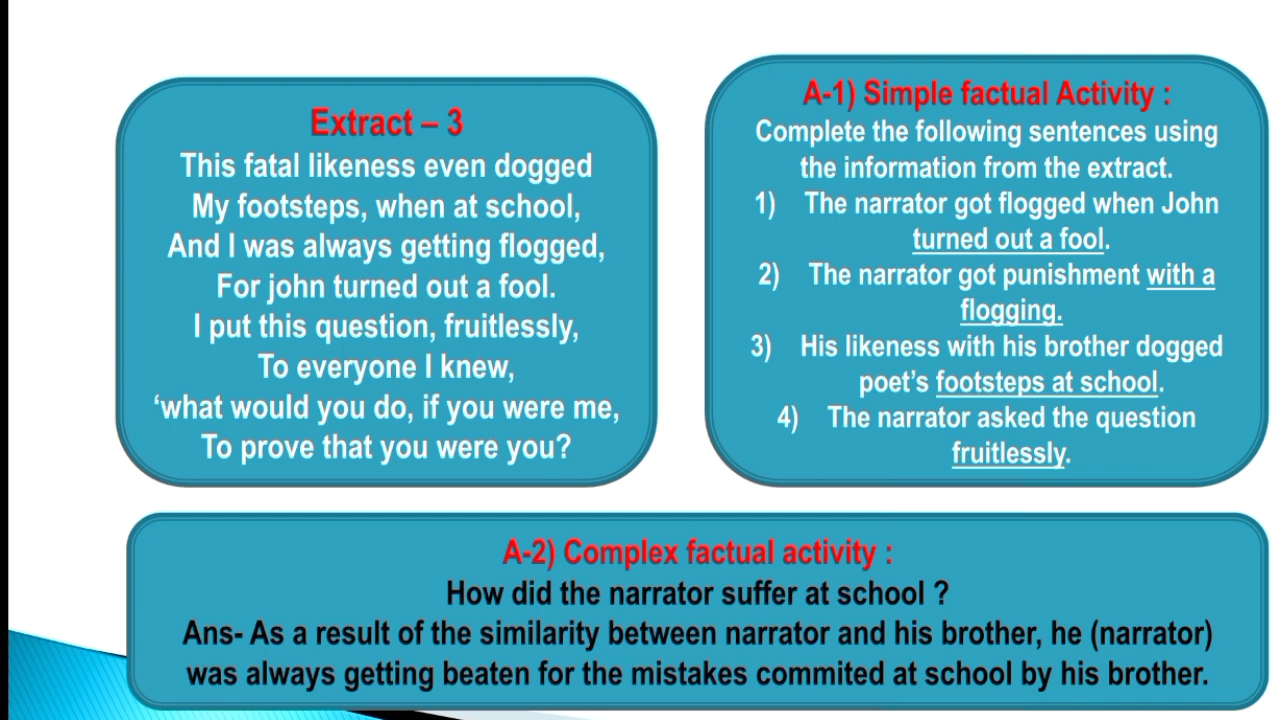 Extract – 3
This fatal likeness even dogged
My footsteps, when at school,
And I was always getting flogged,
For john turned out a fool.
I put this question, fruitlessly,
To everyone I knew,
‘what would you do, if you were me,
To prove that you were you?
A-1) Simple factual Activity :
Complete the following sentences using
the information from the extract.
1) The narrator got flogged when John
turned out a fool.
2) The narrator got punishment with a
flogging.
3) His likeness with his brother dogged
poet’s footsteps at school.
4) The narrator asked the question
fruitlessly.
A-2) Complex factual activity :
How did the narrator suffer at school ?
Ans- As a result of the similarity between narrator and his brother, he (narrator)
was always getting beaten for the mistakes commited at school by his brother.